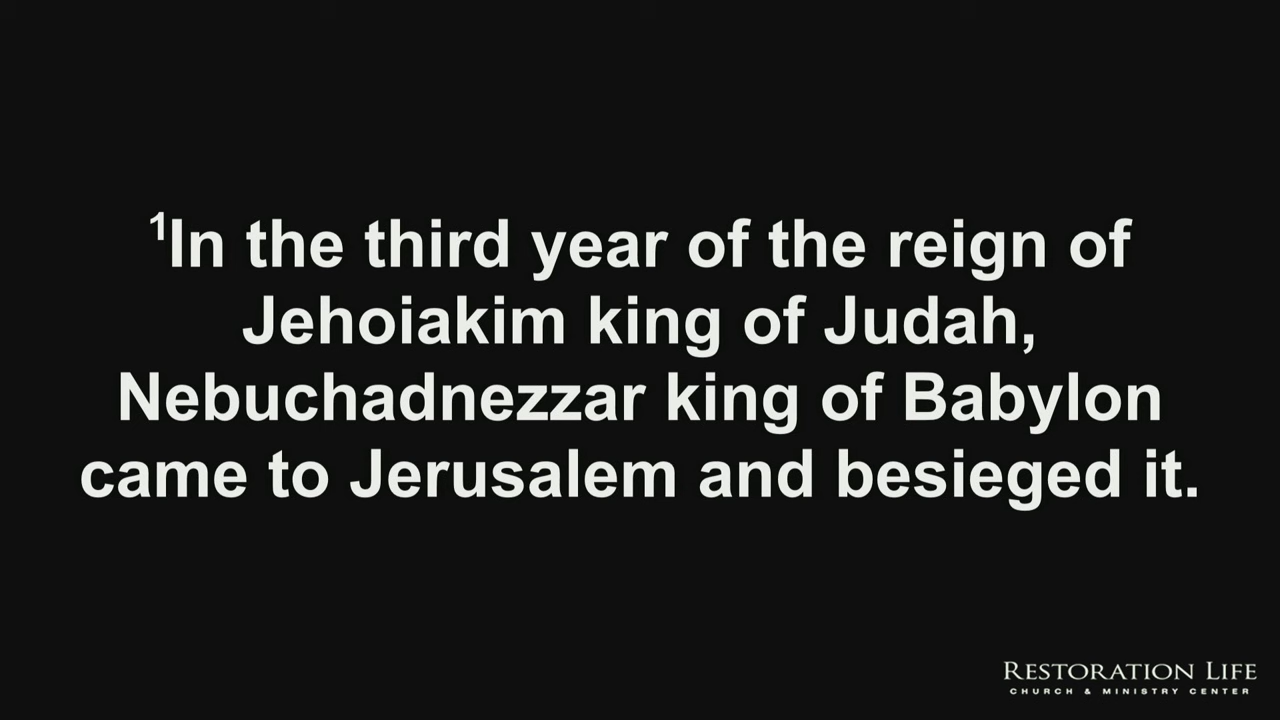 ¹In the third year of the reign of
Jehoiakim king of Judah,
Nebuchadnezzar king of Babylon
came to Jerusalem and besieged it.
RESTORATION LIFE
CHURCH & MINISTRY CENTER